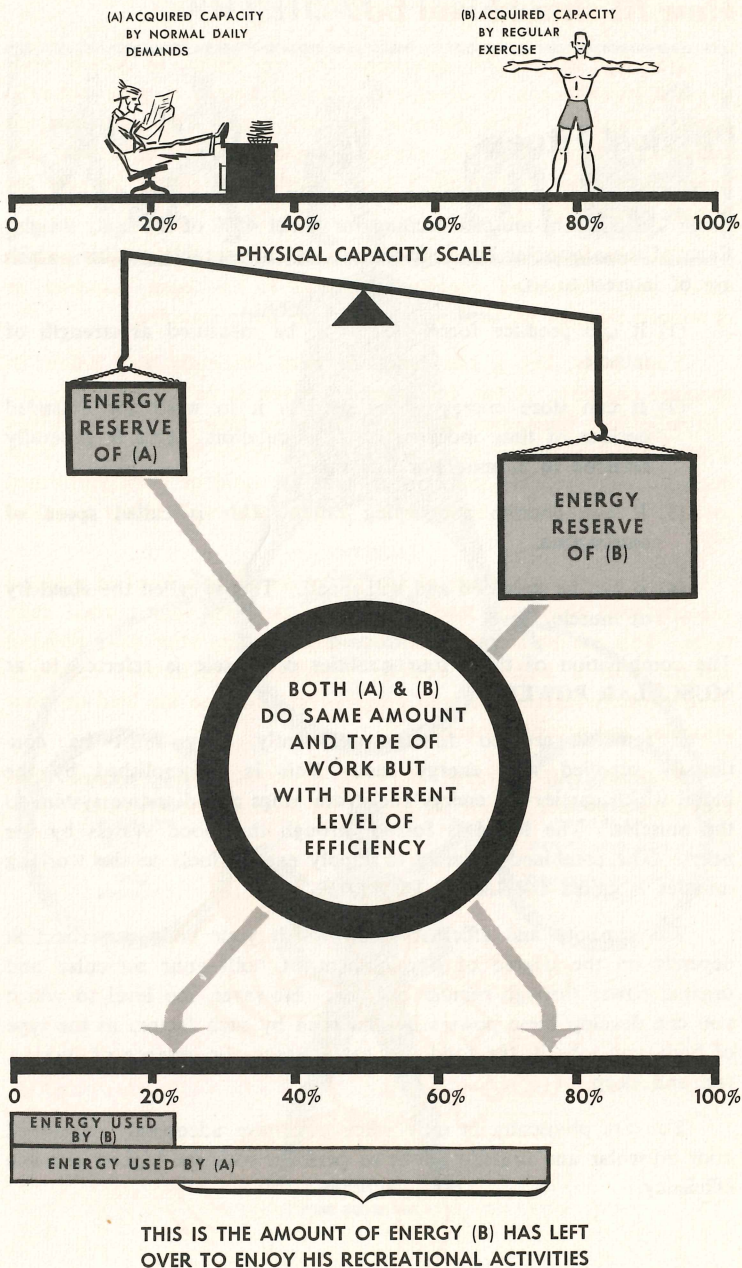 (A) ACQUIRED CAPACITY
BY NORMAL DAILY
DEMANDS
(B) ACQUIRED CAPACITY
BY REGULAR
EXERCISE
0 20% 40% 60% 80% 100%
PHYSICAL CAPACITY SCALE
ENERGY
RESERVE
OF (A)
ENERGY
RESERVE
OF (B)
BOTH (A) & (B)
DO SAME AMOUNT
AND TYPE OF
WORK BUT
WITH DIFFERENT
LEVEL OF
EFFICIENCY
0 20% 40% 60% 80% 100%
ENERGY USED
BY (B)
ENERGY USED BY (A)
THIS IS THE AMOUNT OF ENERGY (B) HAS LEFT
OVER TO ENJOY HIS RECREATIONAL ACTIVITIES